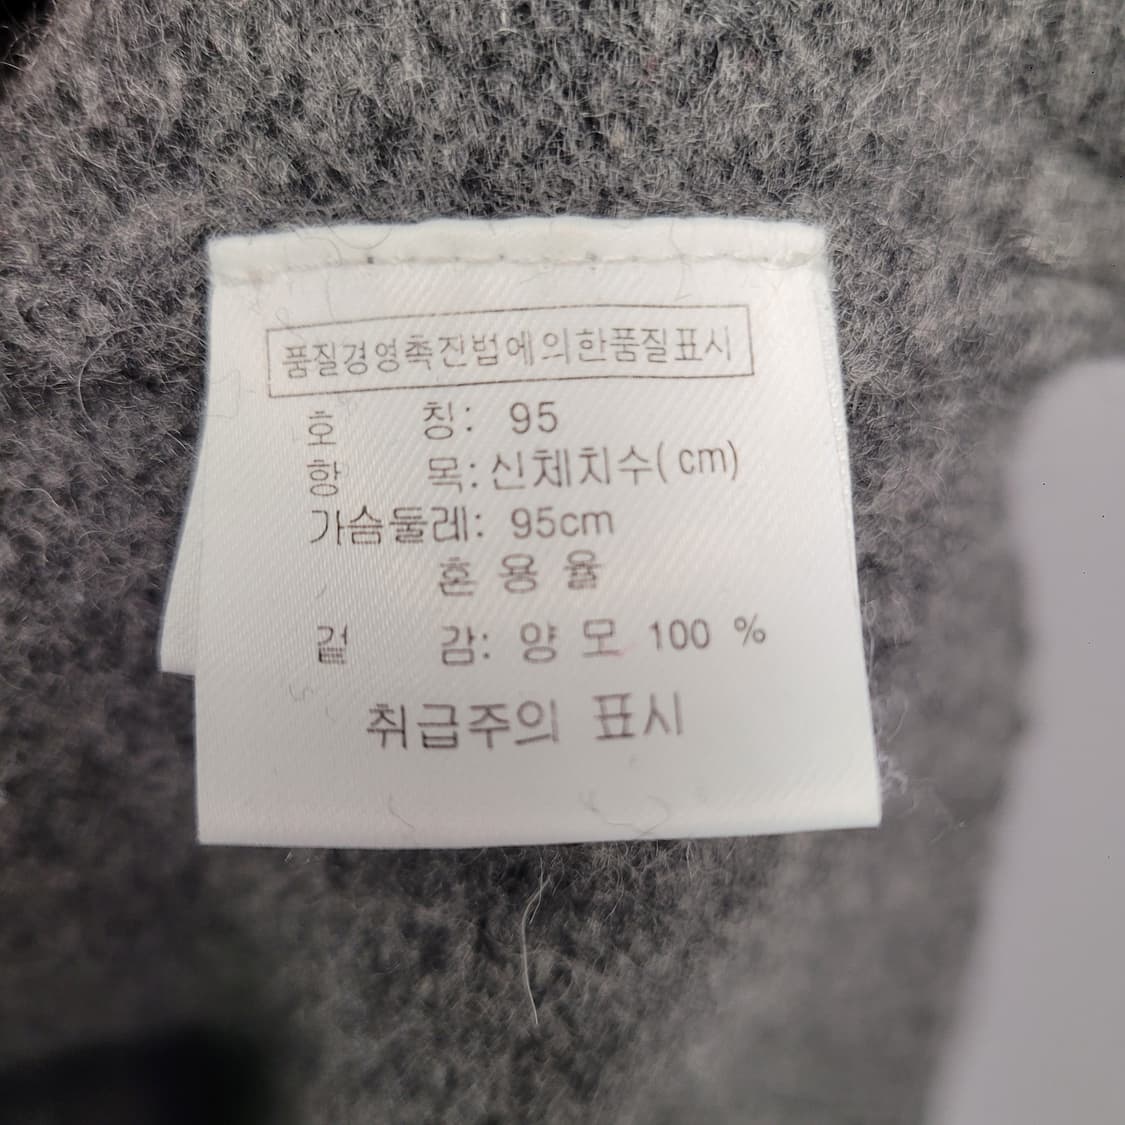 품질경영촉진법에의한품질표시
호 칭: 95
항 목: 신체치수(cm)
가슴둘레: 95cm
혼 용 율
겉 감: 양 모 100 %
취급주의 표시